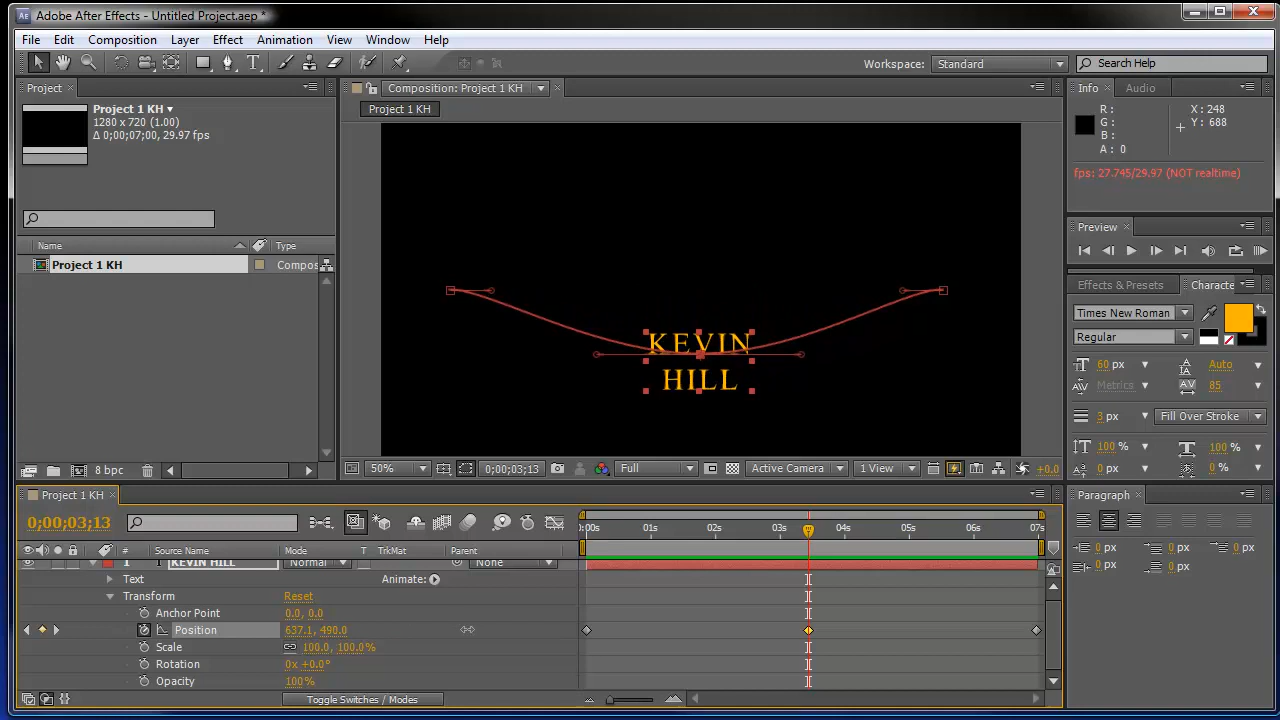 Adobe After Effects - Untitled Project.aep *
File Edit Composition Layer Effect Animation View Window Help
Workspace: Standard Search Help
Project
Project 1 KH
1280 x 720 (1.00)
Δ 0;00;07;00, 29.97 fps
Name Type
Project 1 KH Compos
8 bpc
Composition: Project 1 KH
Project 1 KH
KEVIN
HILL
50% 0;00;03;13 Full Active Camera 1 View +0.0
Info Audio
R : X : 248
G : Y : 688
B :
A : 0
fps: 27.745/29.97 (NOT realtime)
Preview
Effects & Presets Characte
Times New Roman
Regular
60 px Auto
Metrics 85
3 px Fill Over Stroke
100 % 100 %
0 px 0 %
Paragraph
0 px 0 px 0 px
0 px 0 px
Project 1 KH
0;00;03;13
0:00s 01s 02s 03s 04s 05s 06s 07s
# Source Name Mode T TrkMat Parent
1 T KEVIN HILL Normal None
Text Animate:
Transform Reset
Anchor Point 0.0, 0.0
Position 637.1, 490.0
Scale 100.0, 100.0%
Rotation 0x +0.0°
Opacity 100%
Toggle Switches / Modes